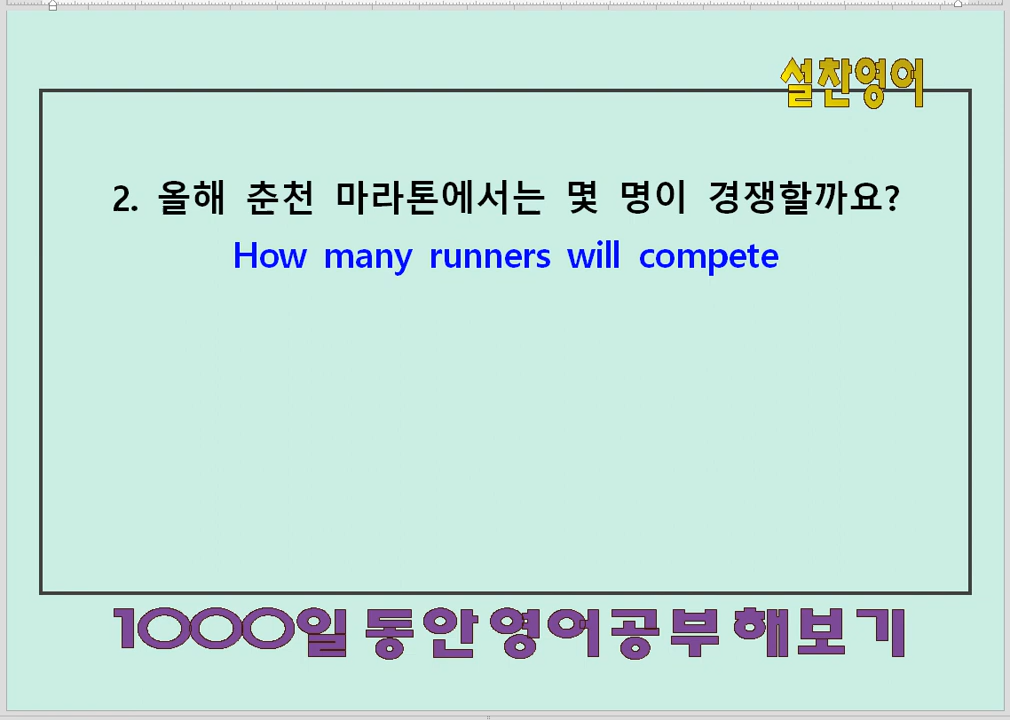 설찬영어
2. 올해 춘천 마라톤에서는 몇 명이 경쟁할까요?
How many runners will compete
1000일 동안 영어공부 해보기